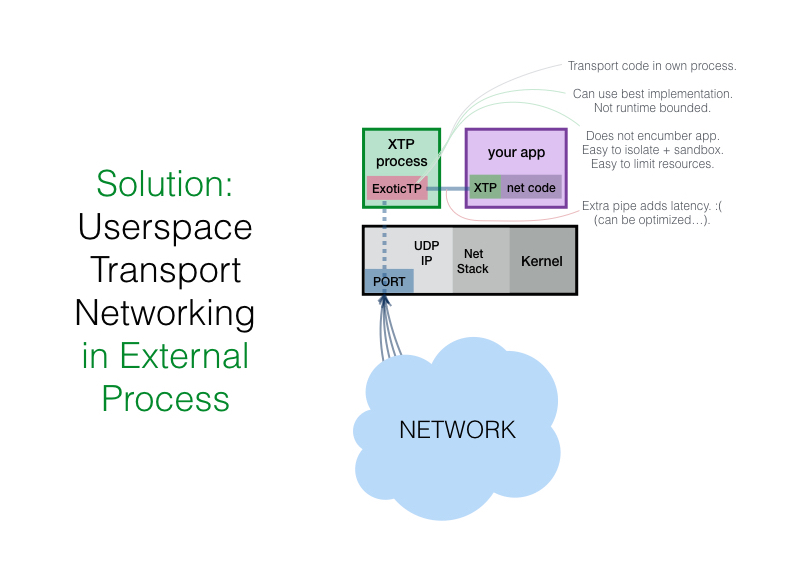 Solution:
Userspace
Transport
Networking
in External
Process
Transport code in own process.
Can use best implementation.
Not runtime bounded.
Does not encumber app.
Easy to isolate + sandbox.
Easy to limit resources.
Extra pipe adds latency. :(
(can be optimized…).
XTP
process
ExoticTP
your app
XTP
net code
UDP
IP
PORT
Net
Stack
Kernel
NETWORK